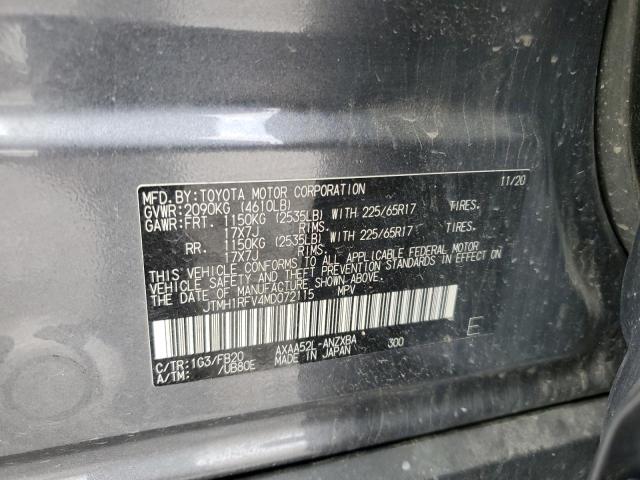 MFD. BY: TOYOTA MOTOR CORPORATION 11/20
GVWR: 2090KG (4610LB)
GAWR: FRT. 1150KG (2535LB) WITH 225/65R17 TIRES.
17X7J RIMS.
RR. 1150KG (2535LB) WITH 225/65R17 TIRES.
17X7J RIMS.
THIS VEHICLE CONFORMS TO ALL APPLICABLE FEDERAL MOTOR
VEHICLE SAFETY AND THEFT PREVENTION STANDARDS IN
EFFECT ON THE DATE OF MANUFACTURE SHOWN ABOVE.
JTMH1RFV4MD072115 MPV
E
C/TR: 1G3/FB20 AXAA52L-ANZXBA 300
A/TM: /UB80E MADE IN JAPAN